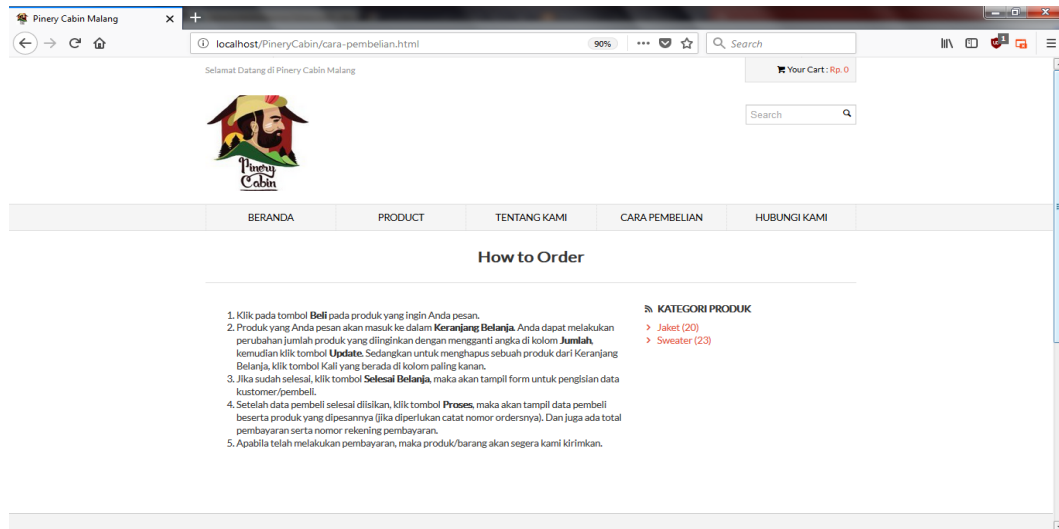 Pinery Cabin Malang
localhost/PineryCabin/cara-pembelian.html
90%
Search
Selamat Datang di Pinery Cabin Malang
Your Cart : Rp. 0
Search
Pinery
Cabin
BERANDA PRODUCT TENTANG KAMI CARA PEMBELIAN HUBUNGI KAMI
How to Order
1. Klik pada tombol Beli pada produk yang ingin Anda pesan.
2. Produk yang Anda pesan akan masuk ke dalam Keranjang Belanja. Anda dapat melakukan
perubahan jumlah produk yang diinginkan dengan mengganti angka di kolom Jumlah,
kemudian klik tombol Update. Sedangkan untuk menghapus sebuah produk dari Keranjang
Belanja, klik tombol Kali yang berada di kolom paling kanan.
3. Jika sudah selesai, klik tombol Selesai Belanja, maka akan tampil form untuk pengisian data
kustomer/pembeli.
4. Setelah data pembeli selesai diisikan, klik tombol Proses, maka akan tampil data pembeli
beserta produk yang dipesannya (jika diperlukan catat nomor ordersnya). Dan juga ada total
pembayaran serta nomor rekening pembayaran.
5. Apabila telah melakukan pembayaran, maka produk/barang akan segera kami kirimkan.
KATEGORI PRODUK
Jaket (20)
Sweater (23)